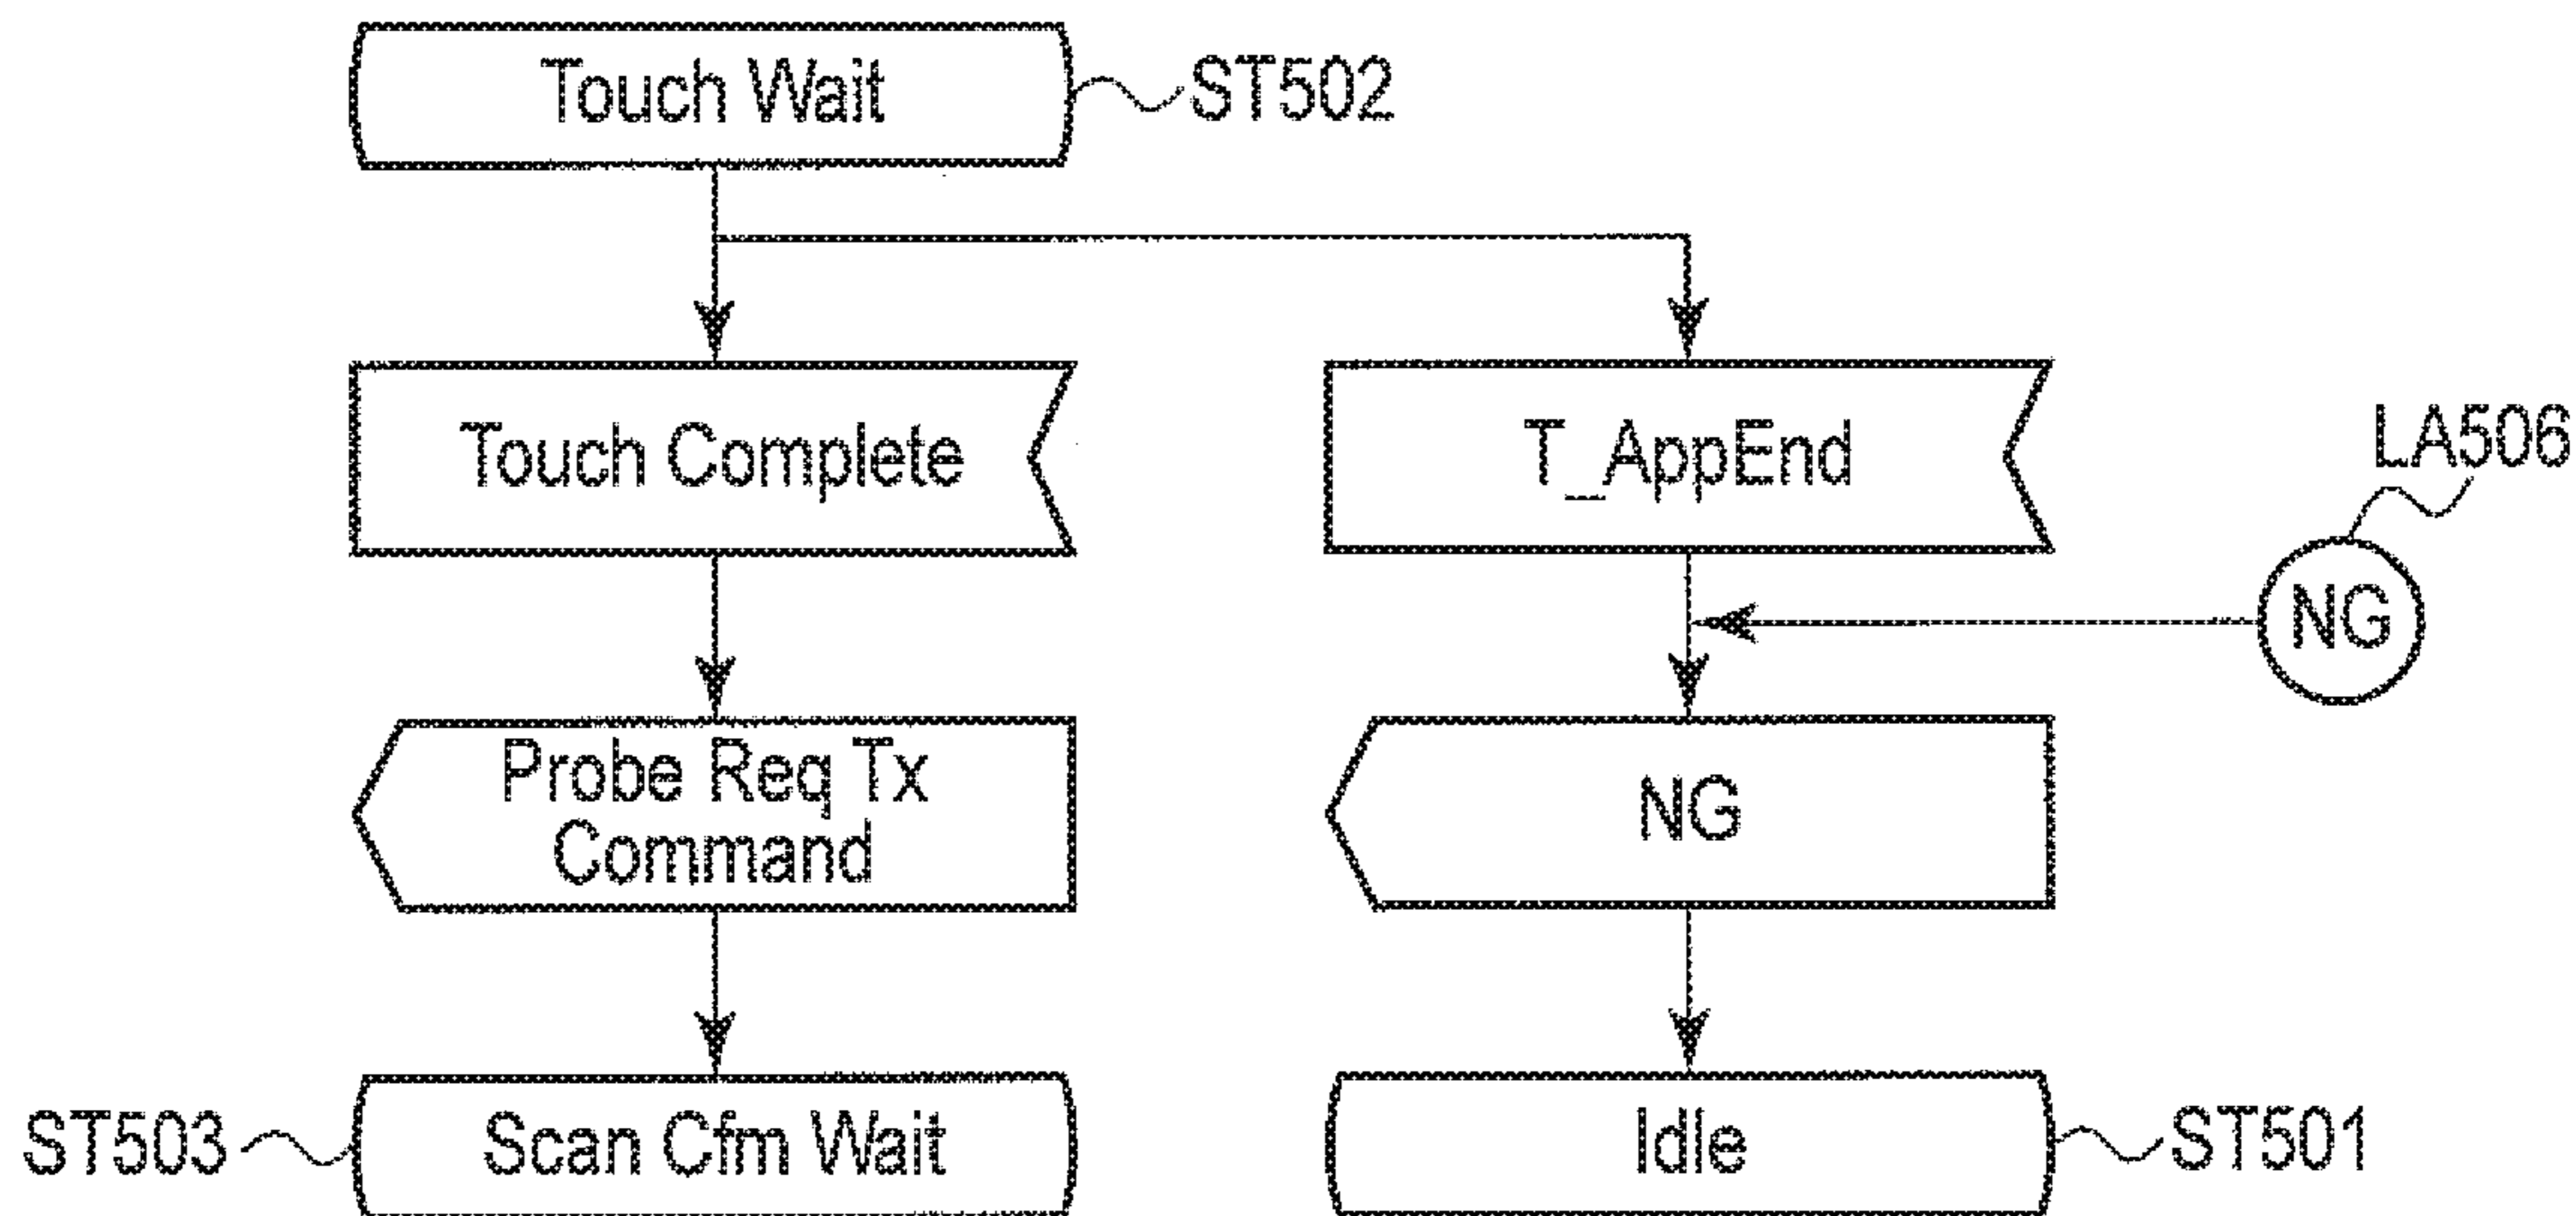 Touch Wait
ST502
Touch Complete
T_AppEnd
LA506
NG
Probe Req Tx
Command
NG
ST503
Scan Cfm Wait
Idle
ST501